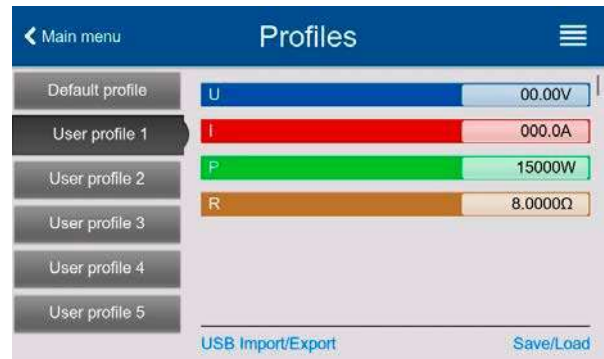 Main menu
Profiles
Default profile
User profile 1
User profile 2
User profile 3
User profile 4
User profile 5
U 00.00V
I 000.0A
P 15000W
R 8.0000Ω
USB Import/Export
Save/Load